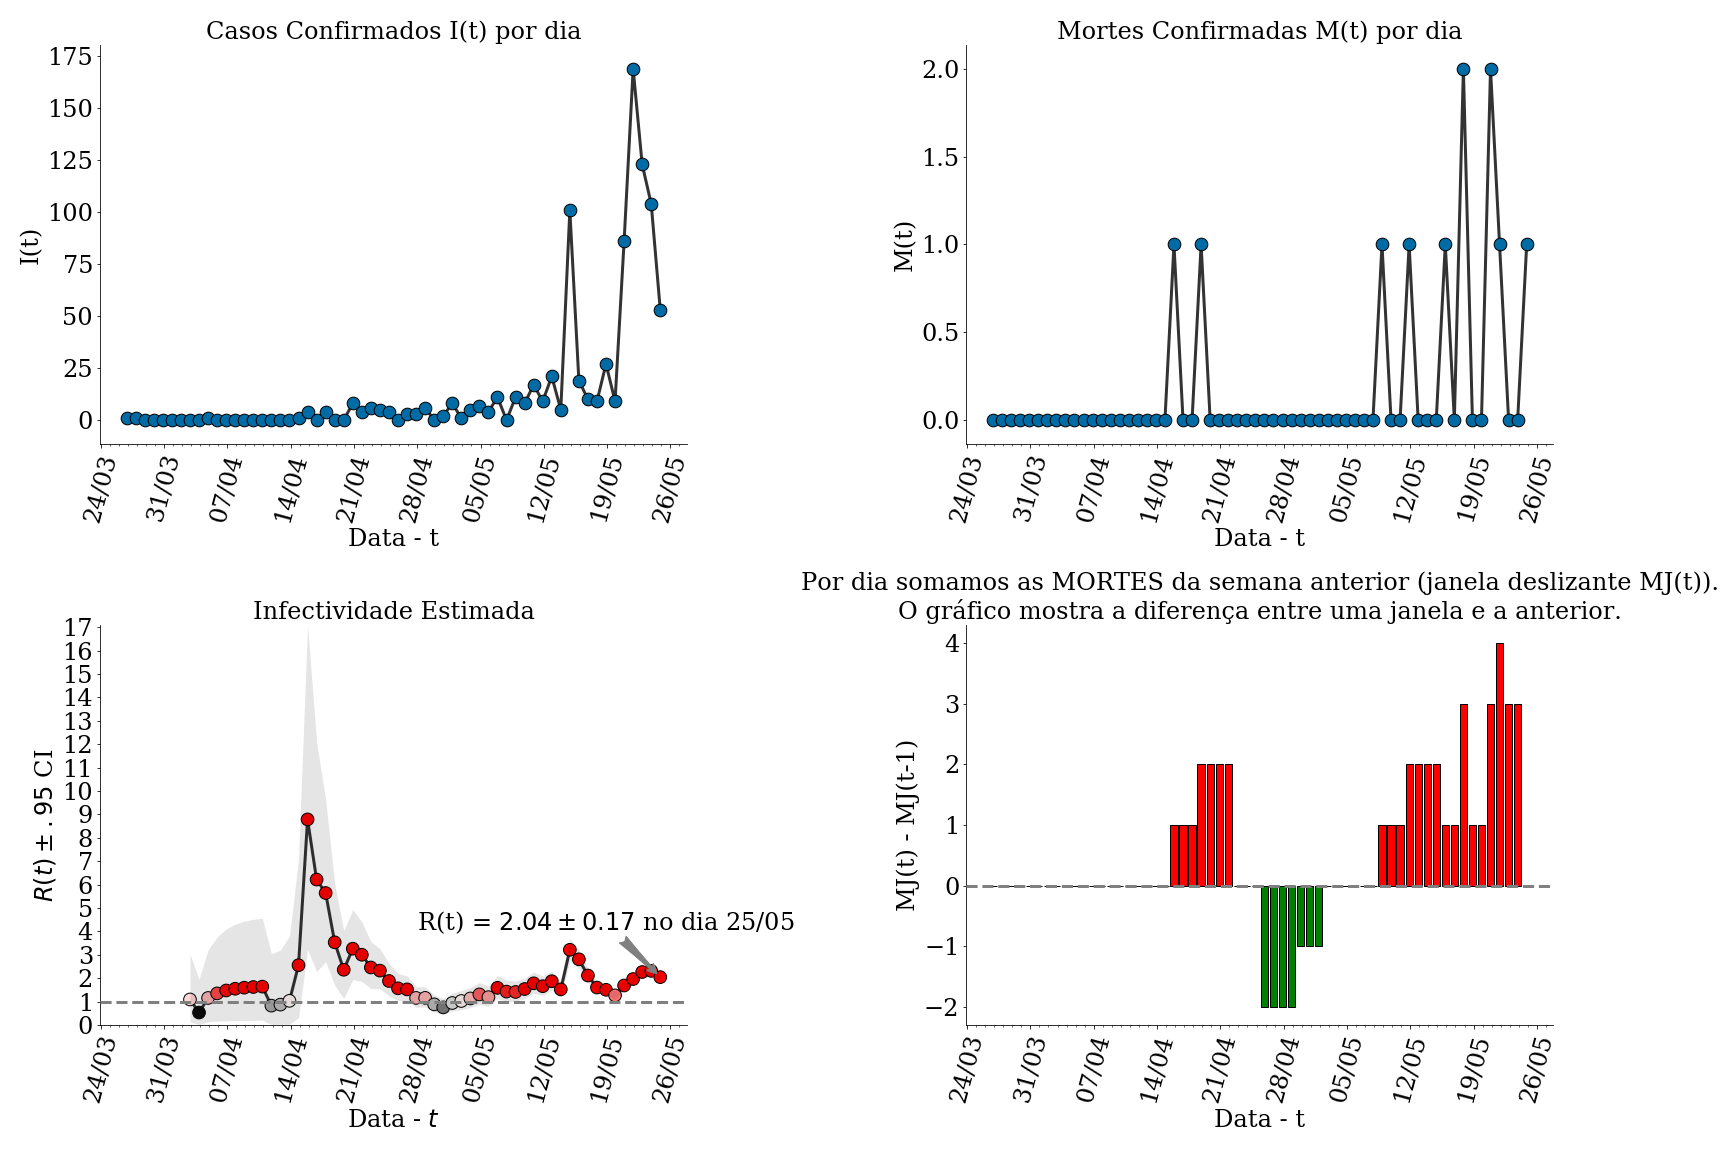 Casos Confirmados I(t) por dia
I(t)
175
150
125
100
75
50
25
0
24/03 31/03 07/04 14/04 21/04 28/04 05/05 12/05 19/05 26/05
Data - t
Mortes Confirmadas M(t) por dia
M(t)
2.0
1.5
1.0
0.5
0.0
24/03 31/03 07/04 14/04 21/04 28/04 05/05 12/05 19/05 26/05
Data - t
Infectividade Estimada
R(t) ± .95 CI
17
16
15
14
13
12
11
10
9
8
7
6
5
4
3
2
1
0
R(t) = 2.04 ± 0.17 no dia 25/05
24/03 31/03 07/04 14/04 21/04 28/04 05/05 12/05 19/05 26/05
Data - t
Por dia somamos as MORTES da semana anterior (janela deslizante MJ(t)).
O gráfico mostra a diferença entre uma janela e a anterior.
MJ(t) - MJ(t-1)
4
3
2
1
0
−1
−2
24/03 31/03 07/04 14/04 21/04 28/04 05/05 12/05 19/05 26/05
Data - t